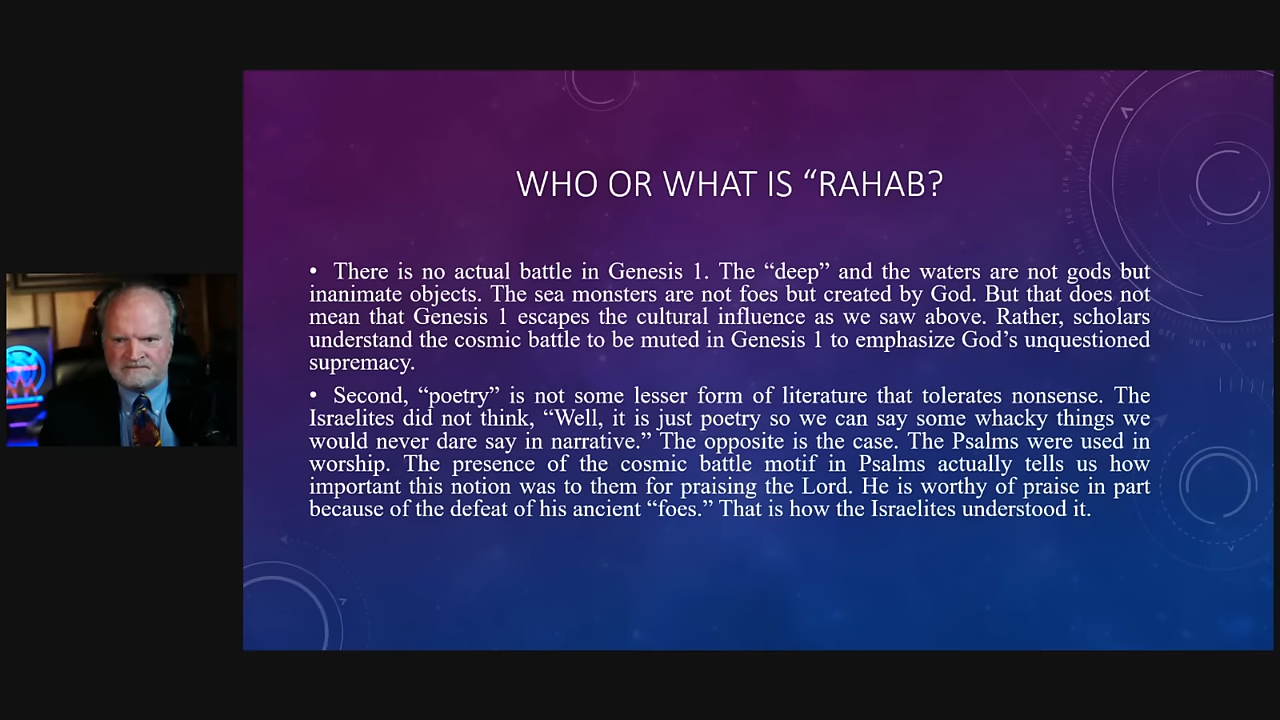 WHO OR WHAT IS “RAHAB?
• There is no actual battle in Genesis 1. The “deep” and the waters are not gods but
inanimate objects. The sea monsters are not foes but created by God. But that does not
mean that Genesis 1 escapes the cultural influence as we saw above. Rather, scholars
understand the cosmic battle to be muted in Genesis 1 to emphasize God’s unquestioned
supremacy.
• Second, “poetry” is not some lesser form of literature that tolerates nonsense. The
Israelites did not think, “Well, it is just poetry so we can say some whacky things we
would never dare say in narrative.” The opposite is the case. The Psalms were used in
worship. The presence of the cosmic battle motif in Psalms actually tells us how
important this notion was to them for praising the Lord. He is worthy of praise in part
because of the defeat of his ancient “foes.” That is how the Israelites understood it.